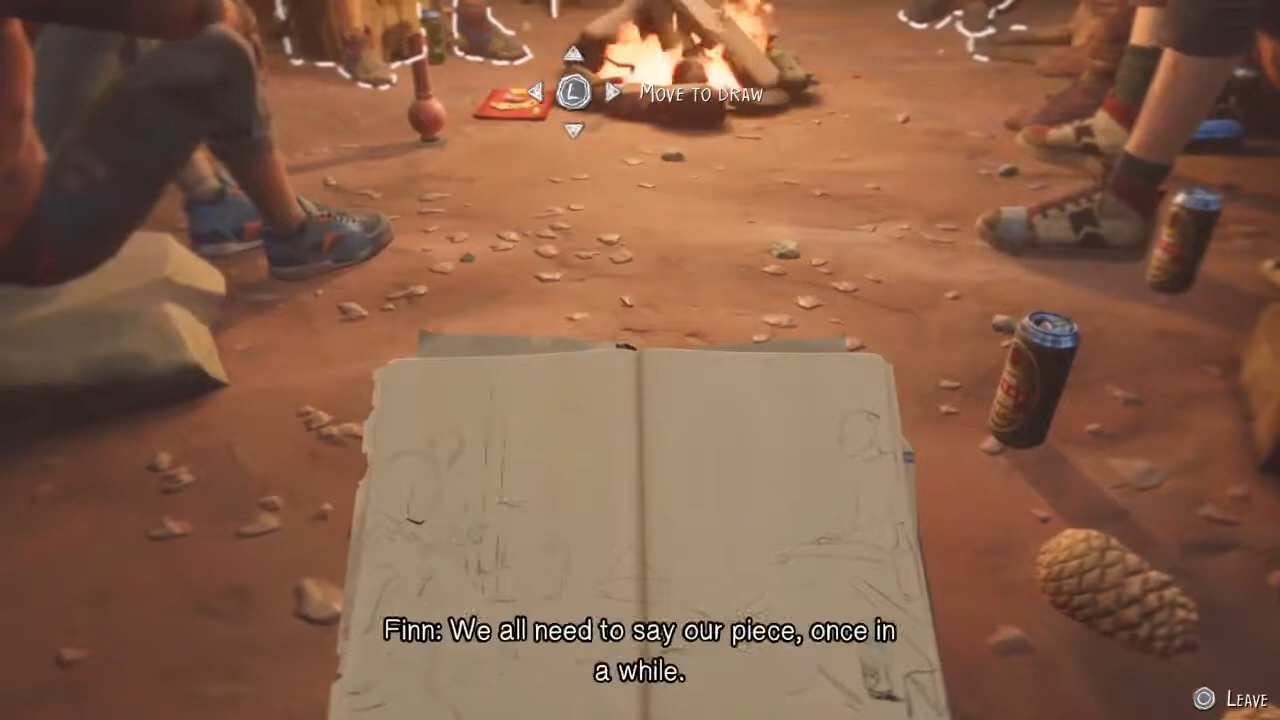 L MOVE TO DRAW
Finn: We all need to say our piece, once in
a while.
LEAVE